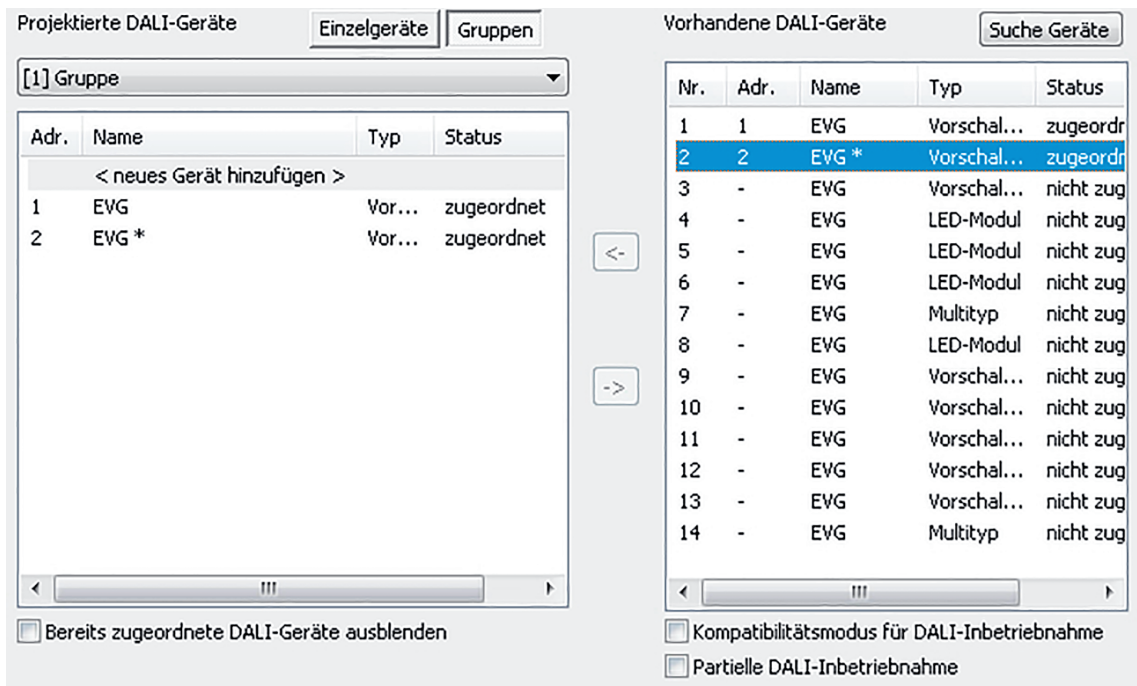 Projektierte DALI-Geräte
Einzelgeräte
Gruppen
[1] Gruppe
Adr. Name Typ Status
< neues Gerät hinzufügen >
1 EVG Vor... zugeordnet
2 EVG * Vor... zugeordnet
<-
->
Bereits zugeordnete DALI-Geräte ausblenden
Vorhandene DALI-Geräte
Suche Geräte
Nr. Adr. Name Typ Status
1 1 EVG Vorschal... zugeordr
2 2 EVG * Vorschal... zugeordr
3 - EVG Vorschal... nicht zug
4 - EVG LED-Modul nicht zug
5 - EVG LED-Modul nicht zug
6 - EVG LED-Modul nicht zug
7 - EVG Multityp nicht zug
8 - EVG LED-Modul nicht zug
9 - EVG Vorschal... nicht zug
10 - EVG Vorschal... nicht zug
11 - EVG Vorschal... nicht zug
12 - EVG Vorschal... nicht zug
13 - EVG Vorschal... nicht zug
14 - EVG Multityp nicht zug
Kompatibilitätsmodus für DALI-Inbetriebnahme
Partielle DALI-Inbetriebnahme